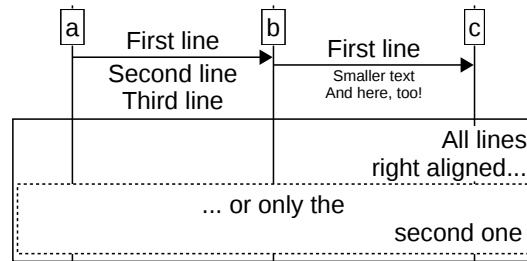 a
b
c
First line
Second line
Third line
First line
Smaller text
And here, too!
All lines
right aligned...
... or only the
second one